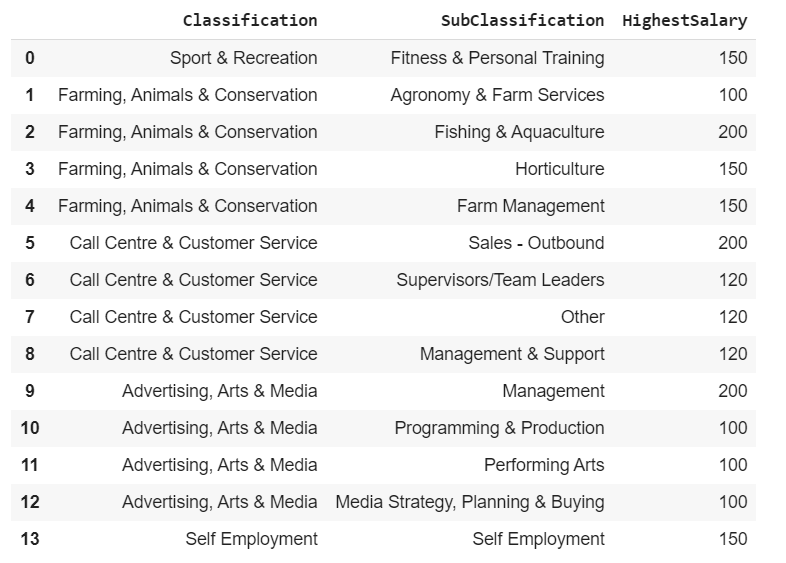 Classification SubClassification HighestSalary
0 Sport & Recreation Fitness & Personal Training 150
1 Farming, Animals & Conservation Agronomy & Farm Services 100
2 Farming, Animals & Conservation Fishing & Aquaculture 200
3 Farming, Animals & Conservation Horticulture 150
4 Farming, Animals & Conservation Farm Management 150
5 Call Centre & Customer Service Sales - Outbound 200
6 Call Centre & Customer Service Supervisors/Team Leaders 120
7 Call Centre & Customer Service Other 120
8 Call Centre & Customer Service Management & Support 120
9 Advertising, Arts & Media Management 200
10 Advertising, Arts & Media Programming & Production 100
11 Advertising, Arts & Media Performing Arts 100
12 Advertising, Arts & Media Media Strategy, Planning & Buying 100
13 Self Employment Self Employment 150